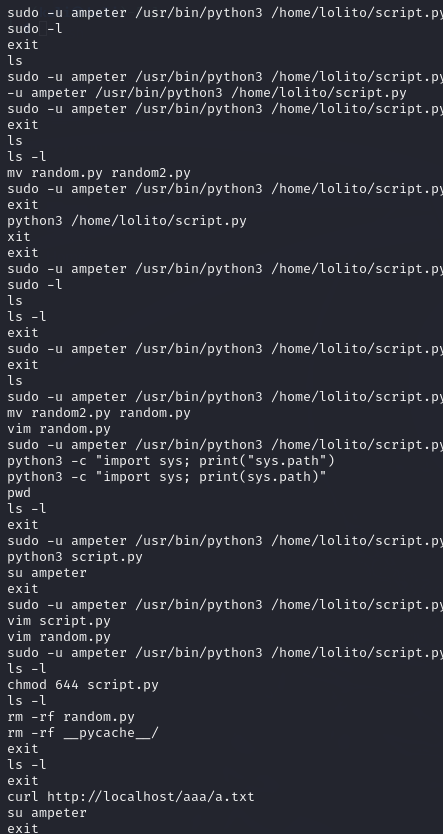 sudo -u ampeter /usr/bin/python3 /home/lolito/script.py
sudo -l
exit
ls
sudo -u ampeter /usr/bin/python3 /home/lolito/script.py
-u ampeter /usr/bin/python3 /home/lolito/script.py
sudo -u ampeter /usr/bin/python3 /home/lolito/script.py
exit
ls
ls -l
mv random.py random2.py
sudo -u ampeter /usr/bin/python3 /home/lolito/script.py
exit
python3 /home/lolito/script.py
xit
exit
sudo -u ampeter /usr/bin/python3 /home/lolito/script.py
sudo -l
ls
ls -l
exit
sudo -u ampeter /usr/bin/python3 /home/lolito/script.py
exit
ls
sudo -u ampeter /usr/bin/python3 /home/lolito/script.py
mv random2.py random.py
vim random.py
sudo -u ampeter /usr/bin/python3 /home/lolito/script.py
python3 -c "import sys; print("sys.path")
python3 -c "import sys; print(sys.path)"
pwd
ls -l
exit
sudo -u ampeter /usr/bin/python3 /home/lolito/script.py
python3 script.py
su ampeter
exit
sudo -u ampeter /usr/bin/python3 /home/lolito/script.py
vim script.py
vim random.py
sudo -u ampeter /usr/bin/python3 /home/lolito/script.py
ls -l
chmod 644 script.py
ls -l
rm -rf random.py
rm -rf __pycache__/
exit
ls -l
exit
curl http://localhost/aaa/a.txt
su ampeter
exit